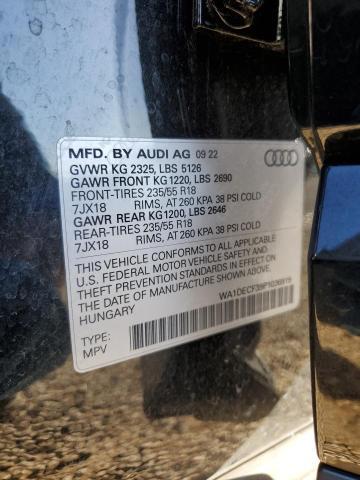 MFD. BY AUDI AG 09 22
GVWR KG 2325, LBS 5126
GAWR FRONT KG1220, LBS 2690
FRONT-TIRES 235/55 R18
7JX18 RIMS, AT 260 KPA 38 PSI COLD
GAWR REAR KG1200, LBS 2646
REAR-TIRES 235/55 R18
7JX18 RIMS, AT 260 KPA 38 PSI COLD
THIS VEHICLE CONFORMS TO ALL APPLICABLE
U.S. FEDERAL MOTOR VEHICLE SAFETY AND
THEFT PREVENTION STANDARDS IN EFFECT ON
THE DATE OF MANUFACTURE SHOWN ABOVE.
HUNGARY
TYPE:
MPV